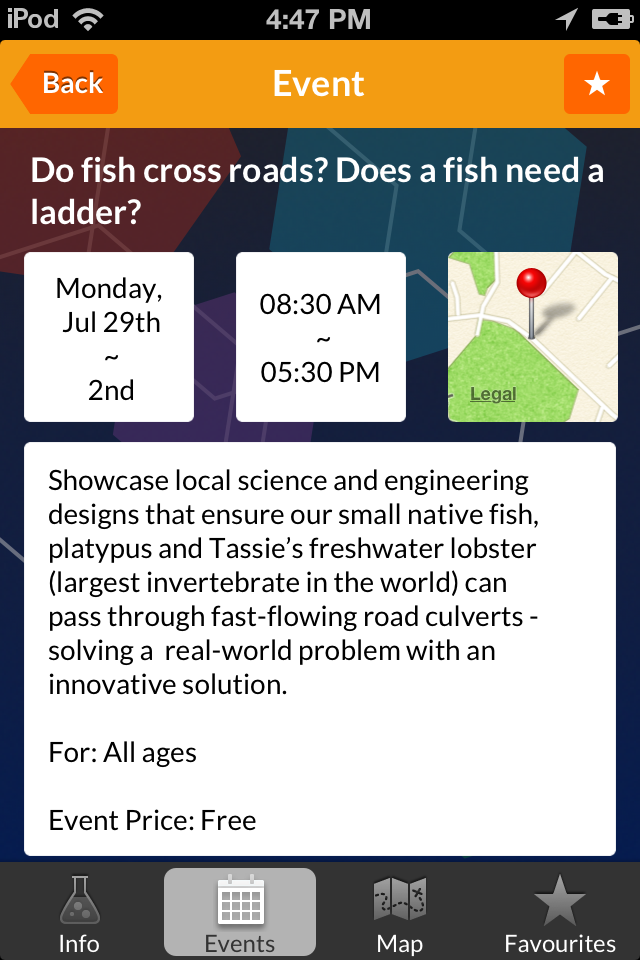 iPod 4:47 PM
Back Event
Do fish cross roads? Does a fish need a
ladder?
Monday,
Jul 29th
~
2nd
08:30 AM
~
05:30 PM
Legal
Showcase local science and engineering
designs that ensure our small native fish,
platypus and Tassie's freshwater lobster
(largest invertebrate in the world) can
pass through fast-flowing road culverts -
solving a  real-world problem with an
innovative solution.
For: All ages
Event Price: Free
Info Events Map Favourites